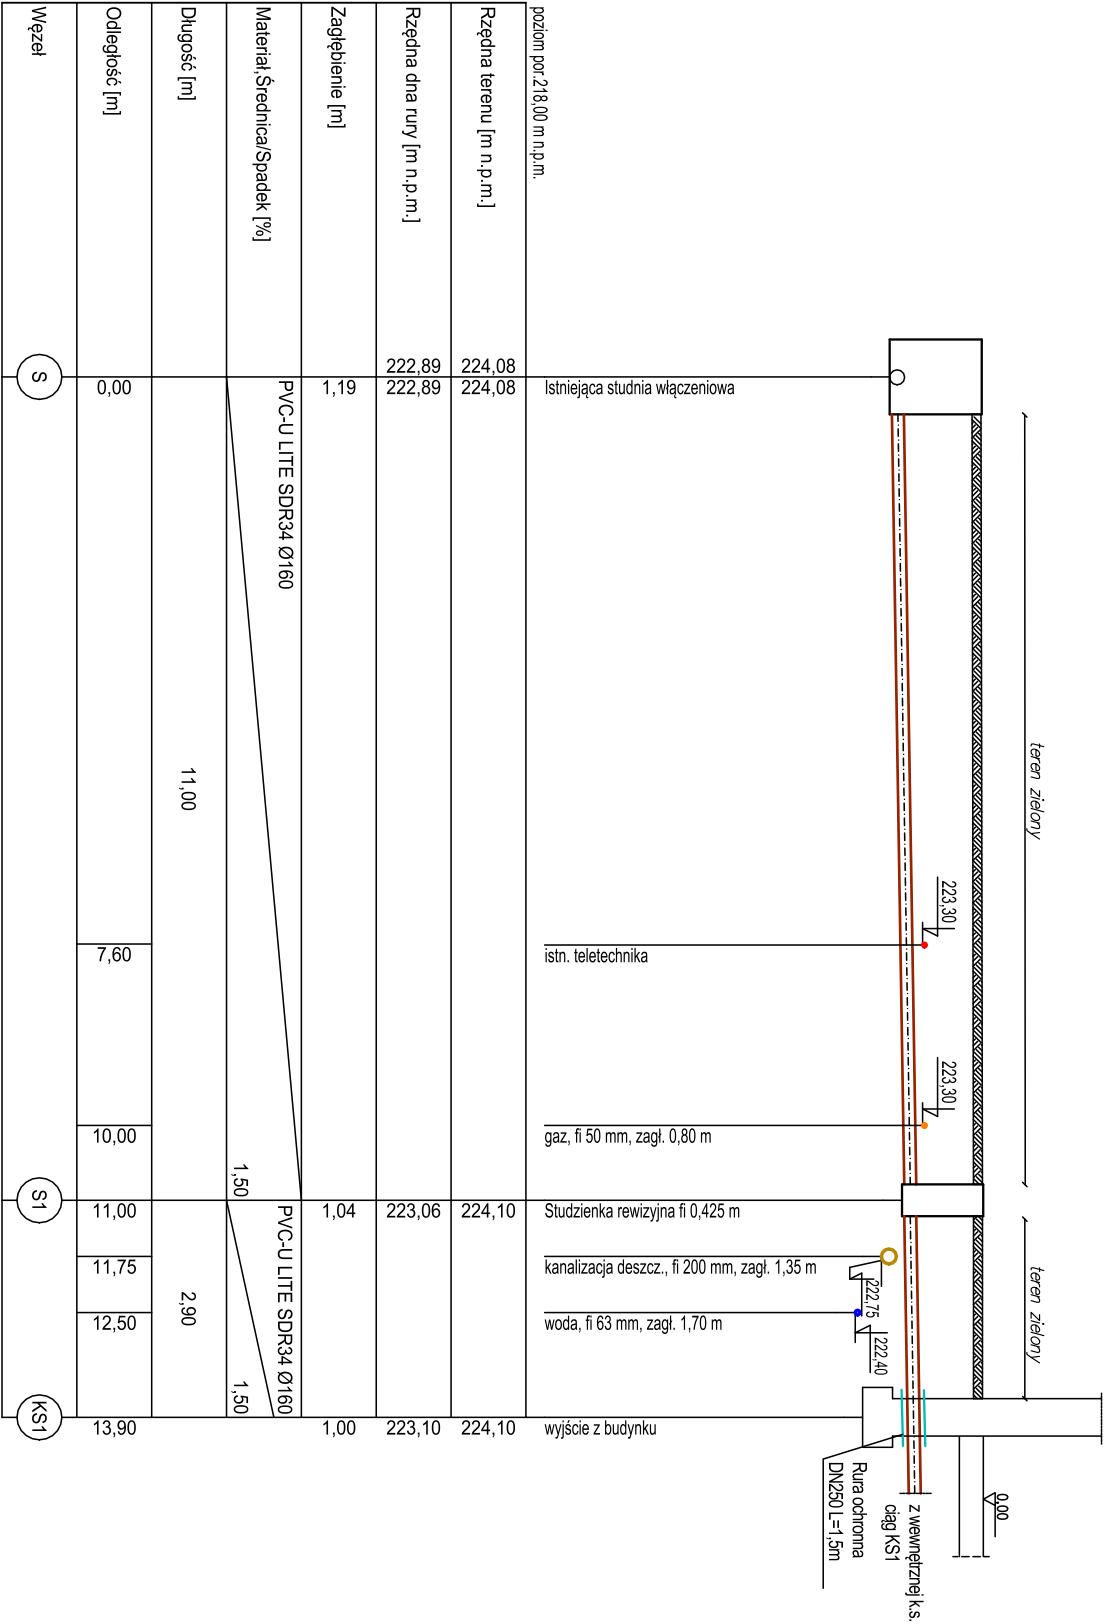 teren zielony
teren zielony
0,00
223,30
223,30
222,75
222,40
z wewnętrznej k.s.
ciąg KS1
Rura ochronna
DN250 L=1,5m
Istniejąca studnia włączeniowa
istn. teletechnika
gaz, fi 50 mm, zagł. 0,80 m
Studzienka rewizyjna fi 0,425 m
kanalizacja deszcz., fi 200 mm, zagł. 1,35 m
woda, fi 63 mm, zagł. 1,70 m
wyjście z budynku
poziom por.218,00 m n.p.m.
Rzędna terenu [m n.p.m.]
224,08
224,08
224,10
224,10
Rzędna dna rury [m n.p.m.]
222,89
222,89
223,06
223,10
Zagłębienie [m]
1,19
1,04
1,00
Materiał,Średnica/Spadek [%]
PVC-U LITE SDR34 Ø160
1,50
PVC-U LITE SDR34 Ø160
1,50
Długość [m]
11,00
2,90
Odległość [m]
0,00
7,60
10,00
11,00
11,75
12,50
13,90
Węzeł
S
S1
KS1